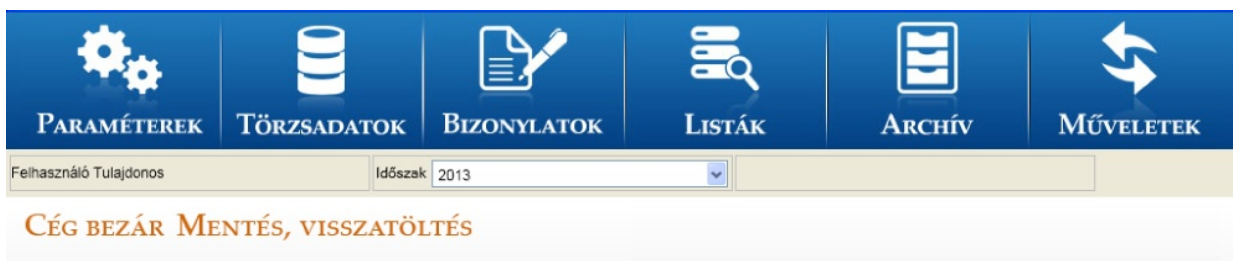 Paraméterek Törzsadatok Bizonylatok Listák Archív Műveletek
Felhasználó Tulajdonos Időszak 2013
Cég bezár Mentés, visszatöltés